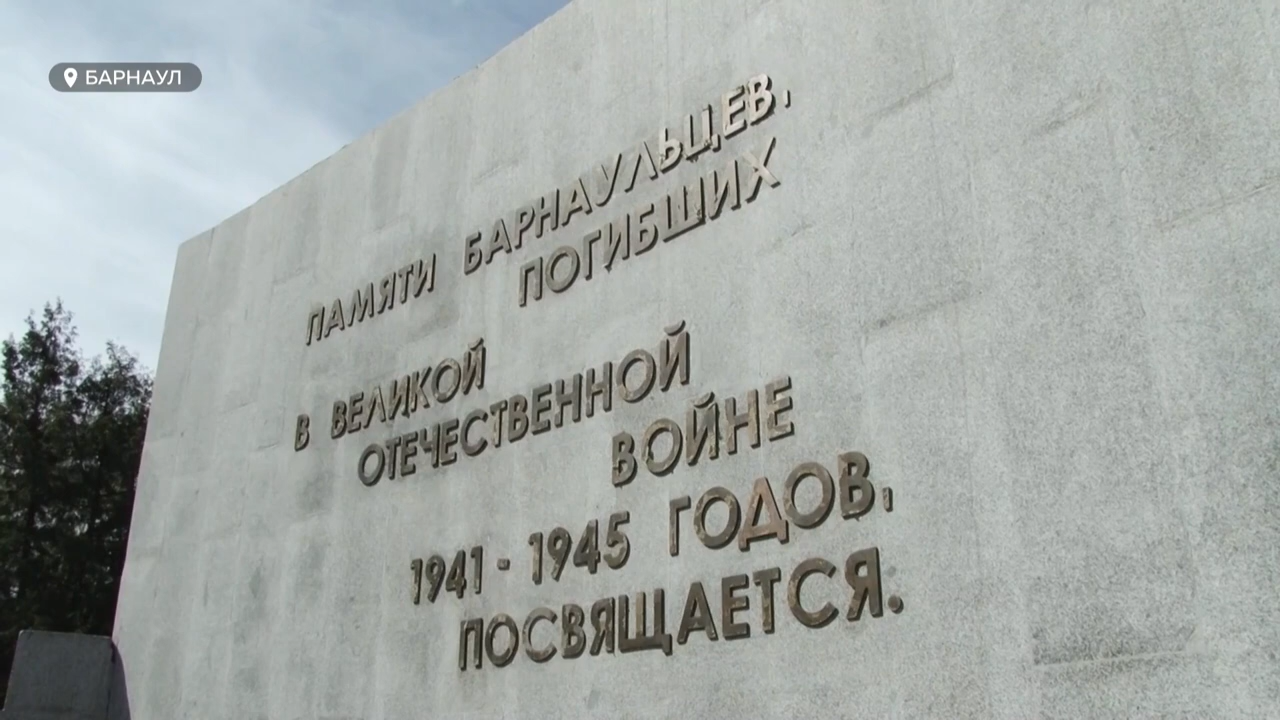 БАРНАУЛ
ПАМЯТИ БАРНАУЛЬЦЕВ,
ПОГИБШИХ
В ВЕЛИКОЙ
ОТЕЧЕСТВЕННОЙ
ВОЙНЕ
1941-1945 ГОДОВ,
ПОСВЯЩАЕТСЯ.